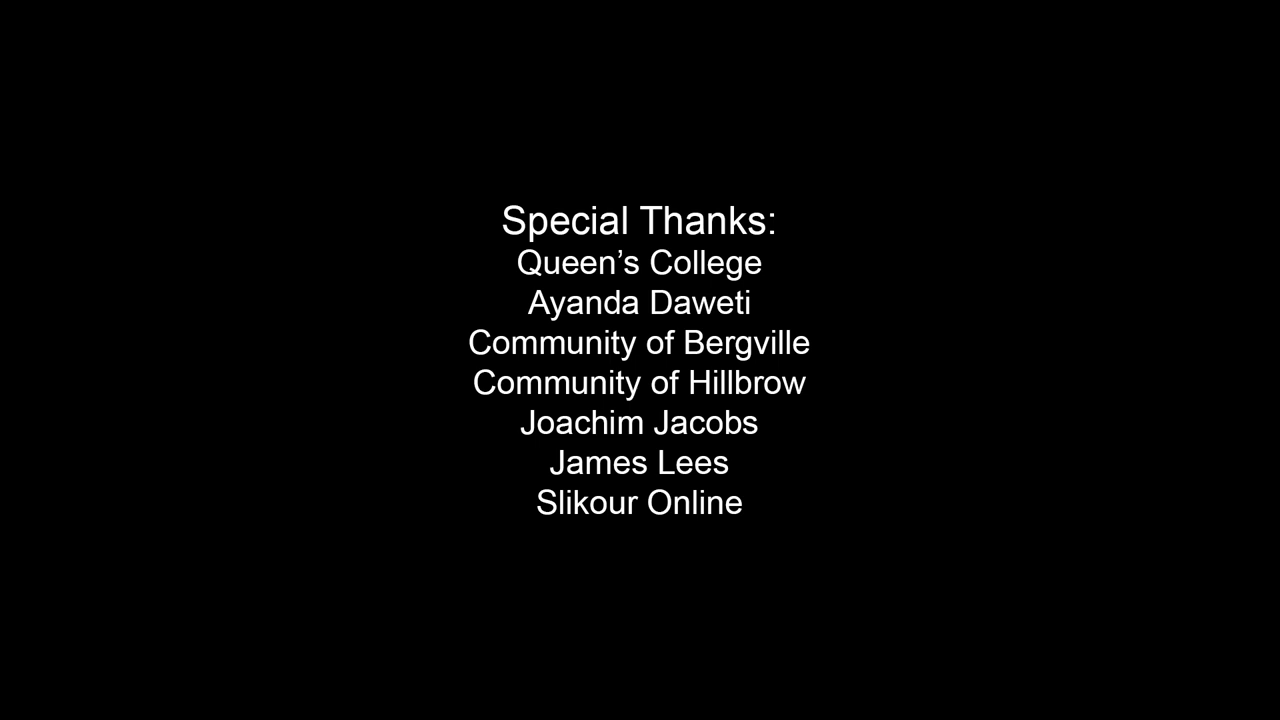 Special Thanks:
Queen’s College
Ayanda Daweti
Community of Bergville
Community of Hillbrow
Joachim Jacobs
James Lees
Slikour Online